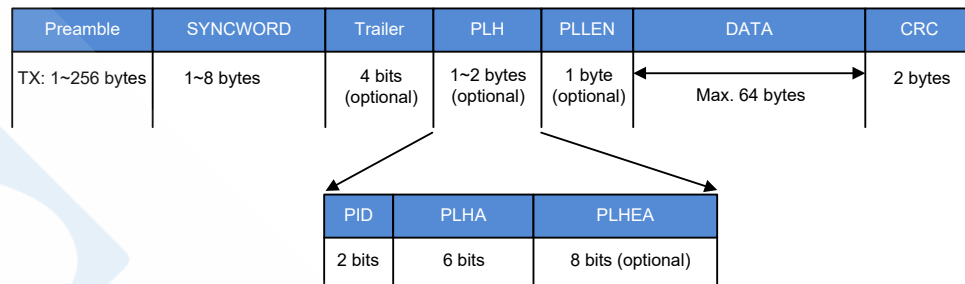 Preamble SYNCWORD Trailer PLH PLLEN DATA CRC
TX: 1~256 bytes 1~8 bytes 4 bits (optional) 1~2 bytes (optional) 1 byte (optional) Max. 64 bytes 2 bytes
PID PLHA PLHEA
2 bits 6 bits 8 bits (optional)